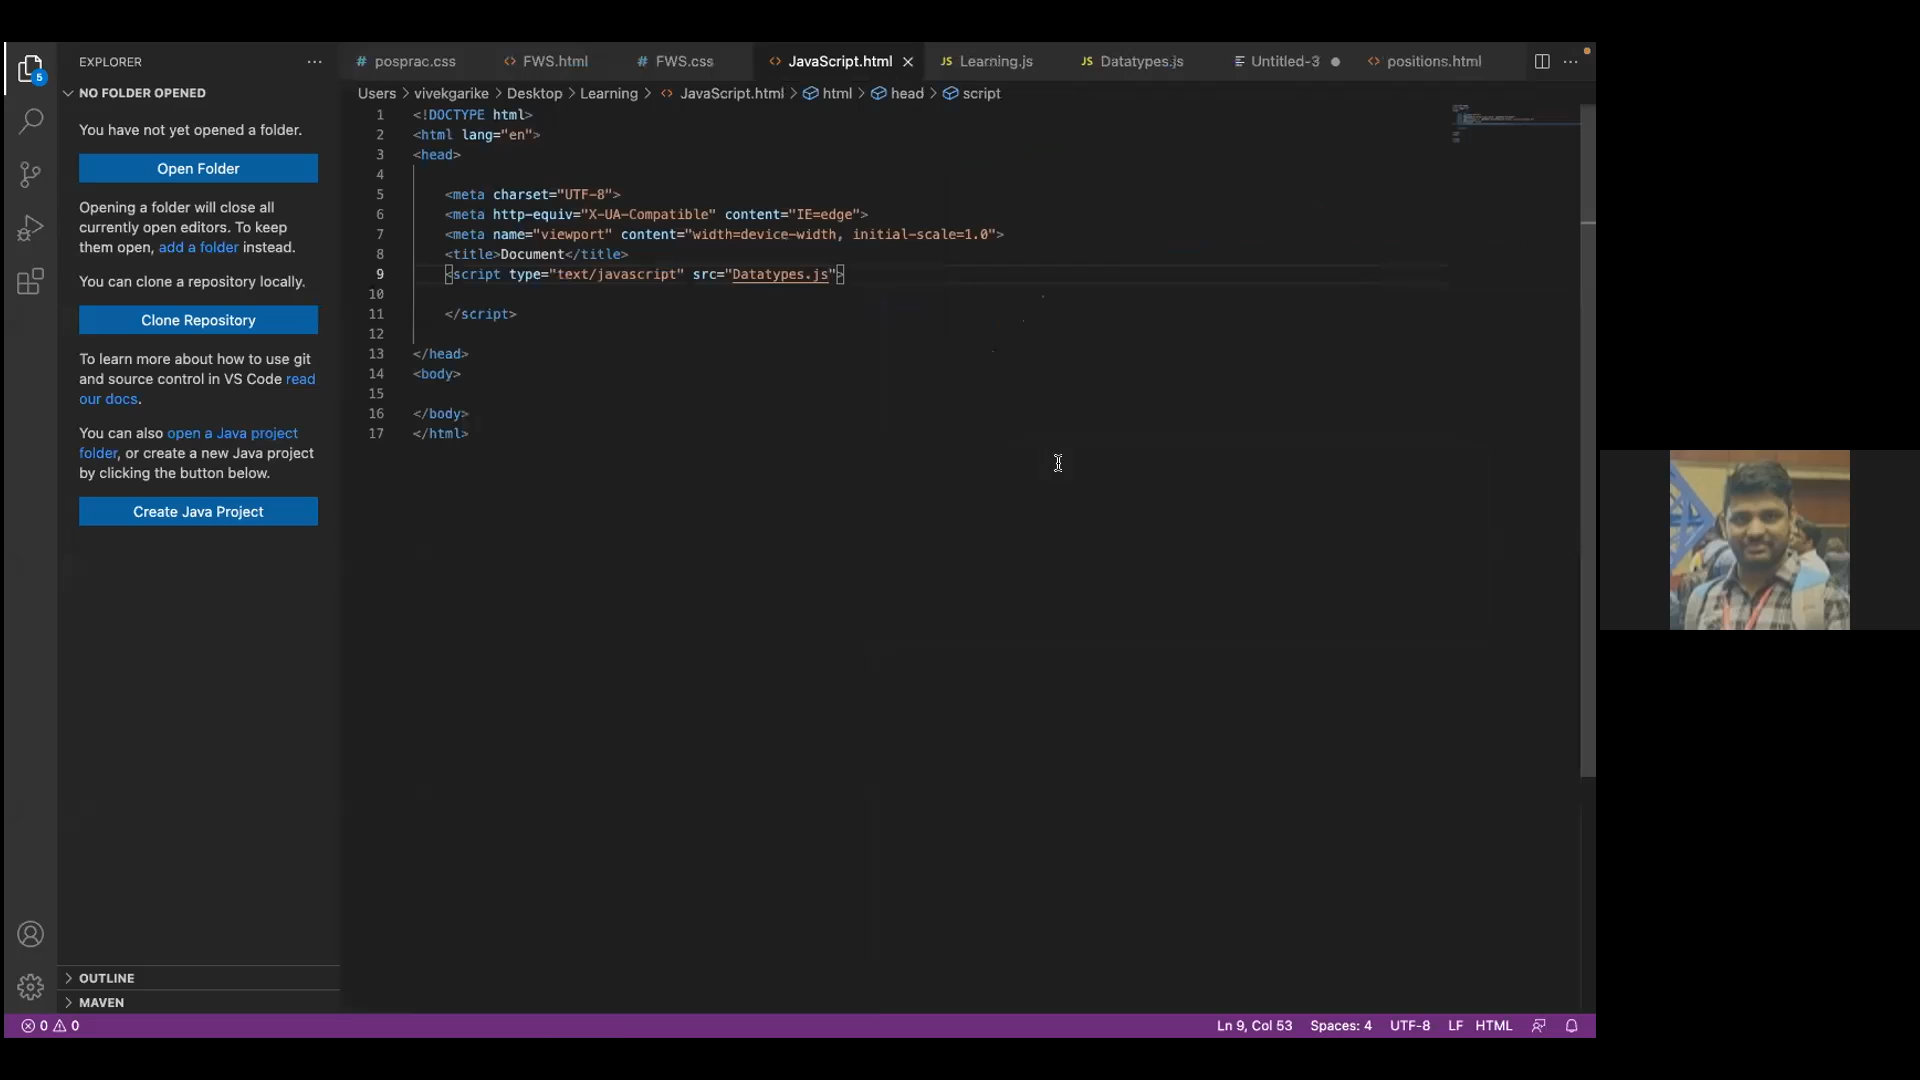 EXPLORER
5
NO FOLDER OPENED
You have not yet opened a folder.
Open Folder
Opening a folder will close all
currently open editors. To keep
them open, add a folder instead.
You can clone a repository locally.
Clone Repository
To learn more about how to use git
and source control in VS Code read
our docs.
You can also open a Java project
folder, or create a new Java project
by clicking the button below.
Create Java Project
OUTLINE
MAVEN
# posprac.css <> FWS.html # FWS.css <> JavaScript.html JS Learning.js JS Datatypes.js Untitled-3 <> positions.html
Users > vivekgarike > Desktop > Learning > <> JavaScript.html > html > head > script
1 <!DOCTYPE html>
2 <html lang="en">
3 <head>
4
5 <meta charset="UTF-8">
6 <meta http-equiv="X-UA-Compatible" content="IE=edge">
7 <meta name="viewport" content="width=device-width, initial-scale=1.0">
8 <title>Document</title>
9 <script type="text/javascript" src="Datatypes.js">
10
11 </script>
12
13 </head>
14 <body>
15
16 </body>
17 </html>
0 0 Ln 9, Col 53 Spaces: 4 UTF-8 LF HTML